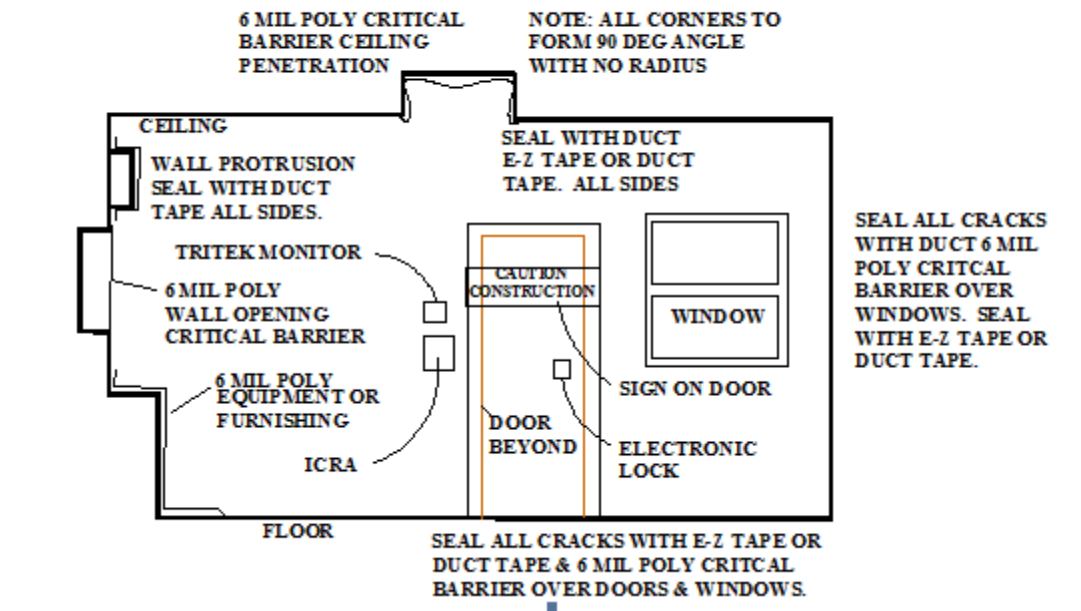 6 MIL POLY CRITICAL
BARRIER CEILING
PENETRATION
NOTE: ALL CORNERS TO
FORM 90 DEG ANGLE
WITH NO RADIUS
CEILING
WALL PROTRUSION
SEAL WITH DUCT
TAPE ALL SIDES.
SEAL WITH DUCT
E-Z TAPE OR DUCT
TAPE. ALL SIDES
TRITEK MONITOR
6 MIL POLY
WALL OPENING
CRITICAL BARRIER
CAUTION
CONSTRUCTION
WINDOW
SEAL ALL CRACKS
WITH DUCT 6 MIL
POLY CRITCAL
BARRIER OVER
WINDOWS. SEAL
WITH E-Z TAPE OR
DUCT TAPE.
6 MIL POLY
EQUIPMENT OR
FURNISHING
SIGN ON DOOR
DOOR
BEYOND
ELECTRONIC
LOCK
ICRA
FLOOR
SEAL ALL CRACKS WITH E-Z TAPE OR
DUCT TAPE & 6 MIL POLY CRITCAL
BARRIER OVER DOORS & WINDOWS.